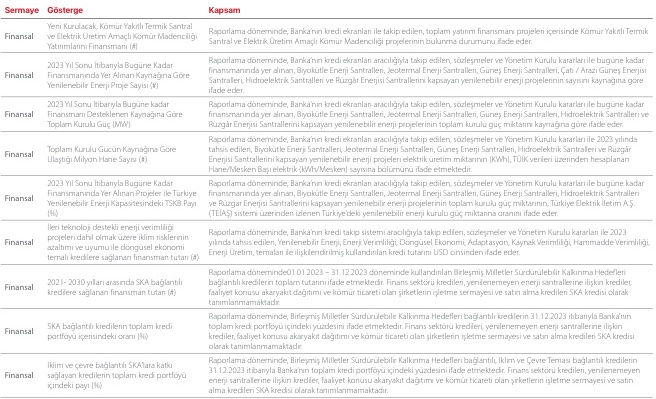 Sermaye Gösterge Kapsam
Finansal
Yeni Kurulacak, Kömür Yakıtlı Termik Santral
ve Elektrik Üretim Amaçlı Kömür Madenciliği
Yatırımlarını Finansmanı (#)
Raporlama döneminde, Banka'nın kredi ekranları ile takip edilen, toplam yatırım finansmanı projeleri içerisinde Kömür Yakıtlı Termik
Santral ve Elektrik Üretim Amaçlı Kömür Madenciliği projelerinin bulunma durumunu ifade eder.
Finansal
2023 Yıl Sonu İtibarıyla Bugüne Kadar
Finansmanında Yer Alınan Kaynağına Göre
Yenilenebilir Enerji Proje Sayısı (#)
Raporlama döneminde, Banka'nın kredi ekranları aracılığıyla takip edilen, sözleşmeler ve Yönetim Kurulu kararları ile bugüne kadar
finansmanında yer alınan, Biyokütle Enerji Santralleri, Jeotermal Enerji Santralleri, Güneş Enerji Santralleri, Çatı / Arazi Güneş Enerjisi
Santralleri, Hidroelektrik Santralleri ve Rüzgâr Enerjisi Santrallerini kapsayan yenilenebilir enerji projelerinin sayısını kaynağına göre
ifade eder.
Finansal
2023 Yıl Sonu İtibarıyla Bugüne kadar
Finansmanı Desteklenen Kaynağına Göre
Toplam Kurulu Güç (MW)
Raporlama döneminde, Banka'nın kredi ekranları aracılığıyla takip edilen, sözleşmeler ve Yönetim Kurulu kararları ile bugüne kadar
finansmanında yer alınan, Biyokütle Enerji Santralleri, Jeotermal Enerji Santralleri, Güneş Enerji Santralleri, Hidroelektrik Santralleri ve
Rüzgâr Enerjisi Santrallerini kapsayan yenilenebilir enerji projelerinin toplam kurulu güç miktarını kaynağına göre ifade eder.
Finansal
Toplam Kurulu Gücün Kaynağına Göre
Ulaştığı Milyon Hane Sayısı (#)
Raporlama döneminde, Banka'nın kredi ekranları aracılığıyla takip edilen, sözleşmeler ve Yönetim Kurulu kararları ile 2023 yılında
tahsis edilen, Biyokütle Enerji Santralleri, Jeotermal Enerji Santralleri, Güneş Enerji Santralleri, Hidroelektrik Santralleri ve Rüzgâr
Enerjisi Santrallerini kapsayan yenilenebilir enerji projeleri elektrik üretim miktarının (KWh), TÜİK verileri üzerinden hesaplanan
Hane/Mesken Başı elektrik (kWh/Mesken) sayısına bölümünü ifade etmektedir.
Finansal
2023 Yıl Sonu İtibarıyla Bugüne Kadar
Finansmanında Yer Alınan Projeler ile Türkiye
Yenilenebilir Enerji Kapasitesindeki TSKB Payı
(%)
Raporlama döneminde, Banka'nın kredi ekranları aracılığıyla takip edilen, sözleşmeler ve Yönetim Kurulu kararları ile bugüne kadar
finansmanında yer alınan, Biyokütle Enerji Santralleri, Jeotermal Enerji Santralleri, Güneş Enerji Santralleri, Hidroelektrik Santralleri
ve Rüzgar Enerjisi Santrallerini kapsayan yenilenebilir enerji projelerinin toplam kurulu güç miktarının, Türkiye Elektrik İletim A.Ş.
(TEİAŞ) sistemi üzerinden izlenen Türkiye'deki yenilenebilir enerji kurulu güç miktarına oranını ifade eder.
Finansal
İleri teknoloji destekli enerji verimliliği
projeleri dahil olmak üzere iklim risklerinin
azaltımı ve uyumu ile döngüsel ekonomi
temalı kredilere sağlanan finansman tutarı (#)
Raporlama döneminde, Banka'nın kredi takip sistemi aracılığıyla takip edilen, sözleşmeler ve Yönetim Kurulu kararları ile 2023
yılında tahsis edilen, Yenilenebilir Enerji, Enerji Verimliliği, Döngüsel Ekonomi, Adaptasyon, Kaynak Verimliliği, Hammadde Verimliliği,
Enerji Üretim, temaları ile ilişkilendirilmiş kullandırılan kredi tutarını USD cinsinden ifade eder.
Finansal
2021- 2030 yılları arasında SKA bağlantılı
kredilere sağlanan finansman tutarı (#)
Raporlama döneminde01.01.2023 – 31.12.2023 döneminde kullandırılan Birleşmiş Milletler Sürdürülebilir Kalkınma Hedefleri
bağlantılı kredilerin toplam tutarını ifade etmektedir. Finans sektörü kredileri, yenilenemeyen enerji santrallerine ilişkin krediler,
faaliyet konusu akaryakıt dağıtımı ve kömür ticareti olan şirketlerin işletme sermayesi ve satın alma kredileri SKA kredisi olarak
tanımlanmamaktadır.
Finansal
SKA bağlantılı kredilerin toplam kredi
portföyü içerisindeki oranı (%)
Raporlama döneminde, Birleşmiş Milletler Sürdürülebilir Kalkınma Hedefleri bağlantılı kredilerin 31.12.2023 itibarıyla Banka'nın
toplam kredi portföyü içindeki yüzdesini ifade etmektedir. Finans sektörü kredileri, yenilenemeyen enerji santrallerine ilişkin
krediler, faaliyet konusu akaryakıt dağıtımı ve kömür ticareti olan şirketlerin işletme sermayesi ve satın alma kredileri SKA kredisi
olarak tanımlanmamaktadır.
Finansal
İklim ve çevre bağlantılı SKA'lara katkı
sağlayan kredilerin toplam kredi portföyü
içindeki payı (%)
Raporlama döneminde, Birleşmiş Milletler Sürdürülebilir Kalkınma Hedefleri bağlantılı, İklim ve Çevre Teması bağlantılı kredilerin
31.12.2023 itibarıyla Banka'nın toplam kredi portföyü içindeki yüzdesini ifade etmektedir. Finans sektörü kredileri, yenilenemeyen
enerji santrallerine ilişkin krediler, faaliyet konusu akaryakıt dağıtımı ve kömür ticareti olan şirketlerin işletme sermayesi ve satın
alma kredileri SKA kredisi olarak tanımlanmamaktadır.